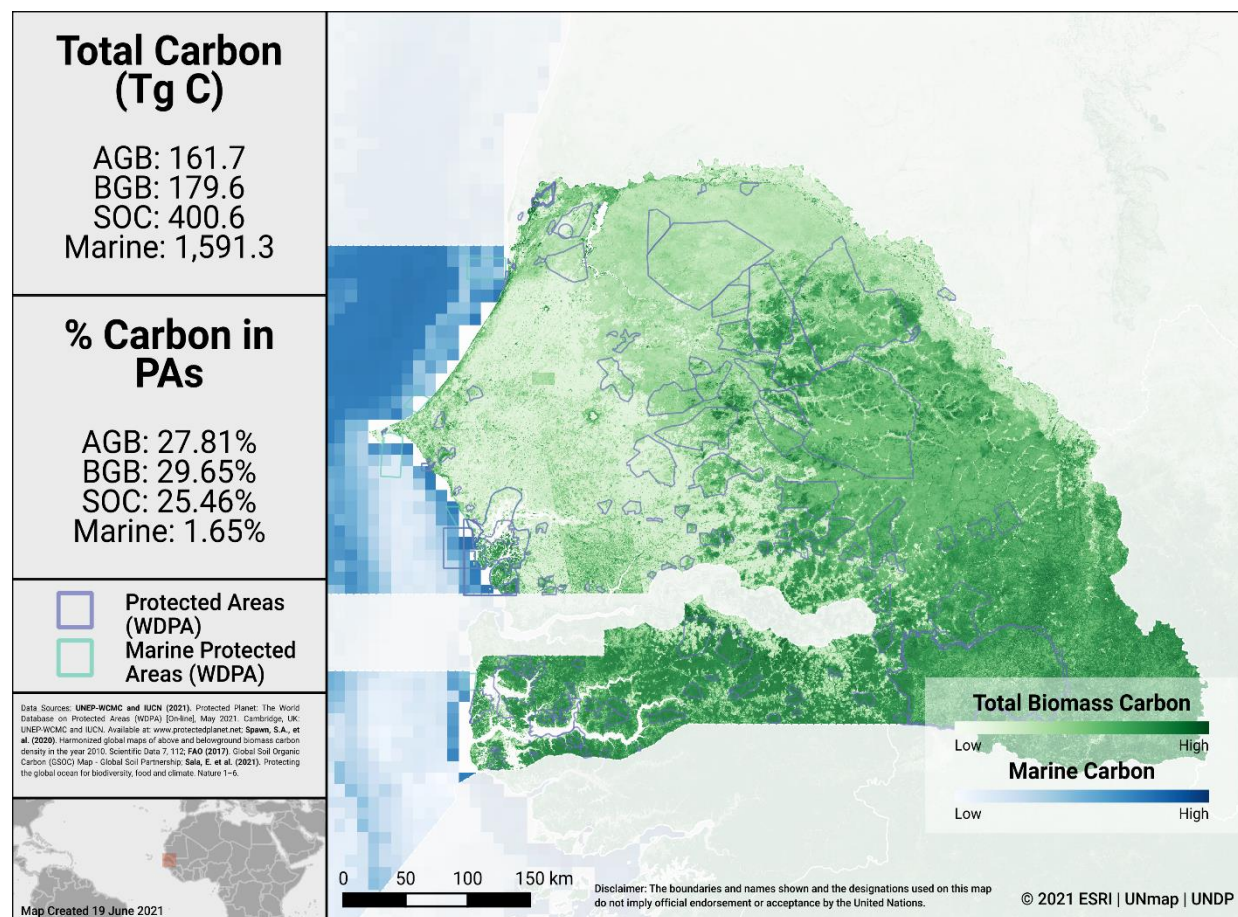 Total Carbon
(Tg C)
AGB: 161.7
BGB: 179.6
SOC: 400.6
Marine: 1,591.3
% Carbon in
PAs
AGB: 27.81%
BGB: 29.65%
SOC: 25.46%
Marine: 1.65%
Protected Areas
(WDPA)
Marine Protected
Areas (WDPA)
Data Sources: UNEP-WCMC and IUCN (2021). Protected Planet: The World
Database on Protected Areas (WDPA) [On-line], May 2021. Cambridge, UK:
UNEP-WCMC and IUCN. Available at: www.protectedplanet.net; Spawn, S.A., et
al. (2020). Harmonized global maps of above and belowground biomass carbon
density in the year 2010. Scientific Data 7, 112; FAO (2017). Global Soil Organic
Carbon (GSOC) Map - Global Soil Partnership; Sala, E. et al. (2021). Protecting
the global ocean for biodiversity, food and climate. Nature 1–6.
Map Created 19 June 2021
Total Biomass Carbon
Low High
Marine Carbon
Low High
0 50 100 150 km
Disclaimer: The boundaries and names shown and the designations used on this map
do not imply official endorsement or acceptance by the United Nations.
© 2021 ESRI | UNmap | UNDP